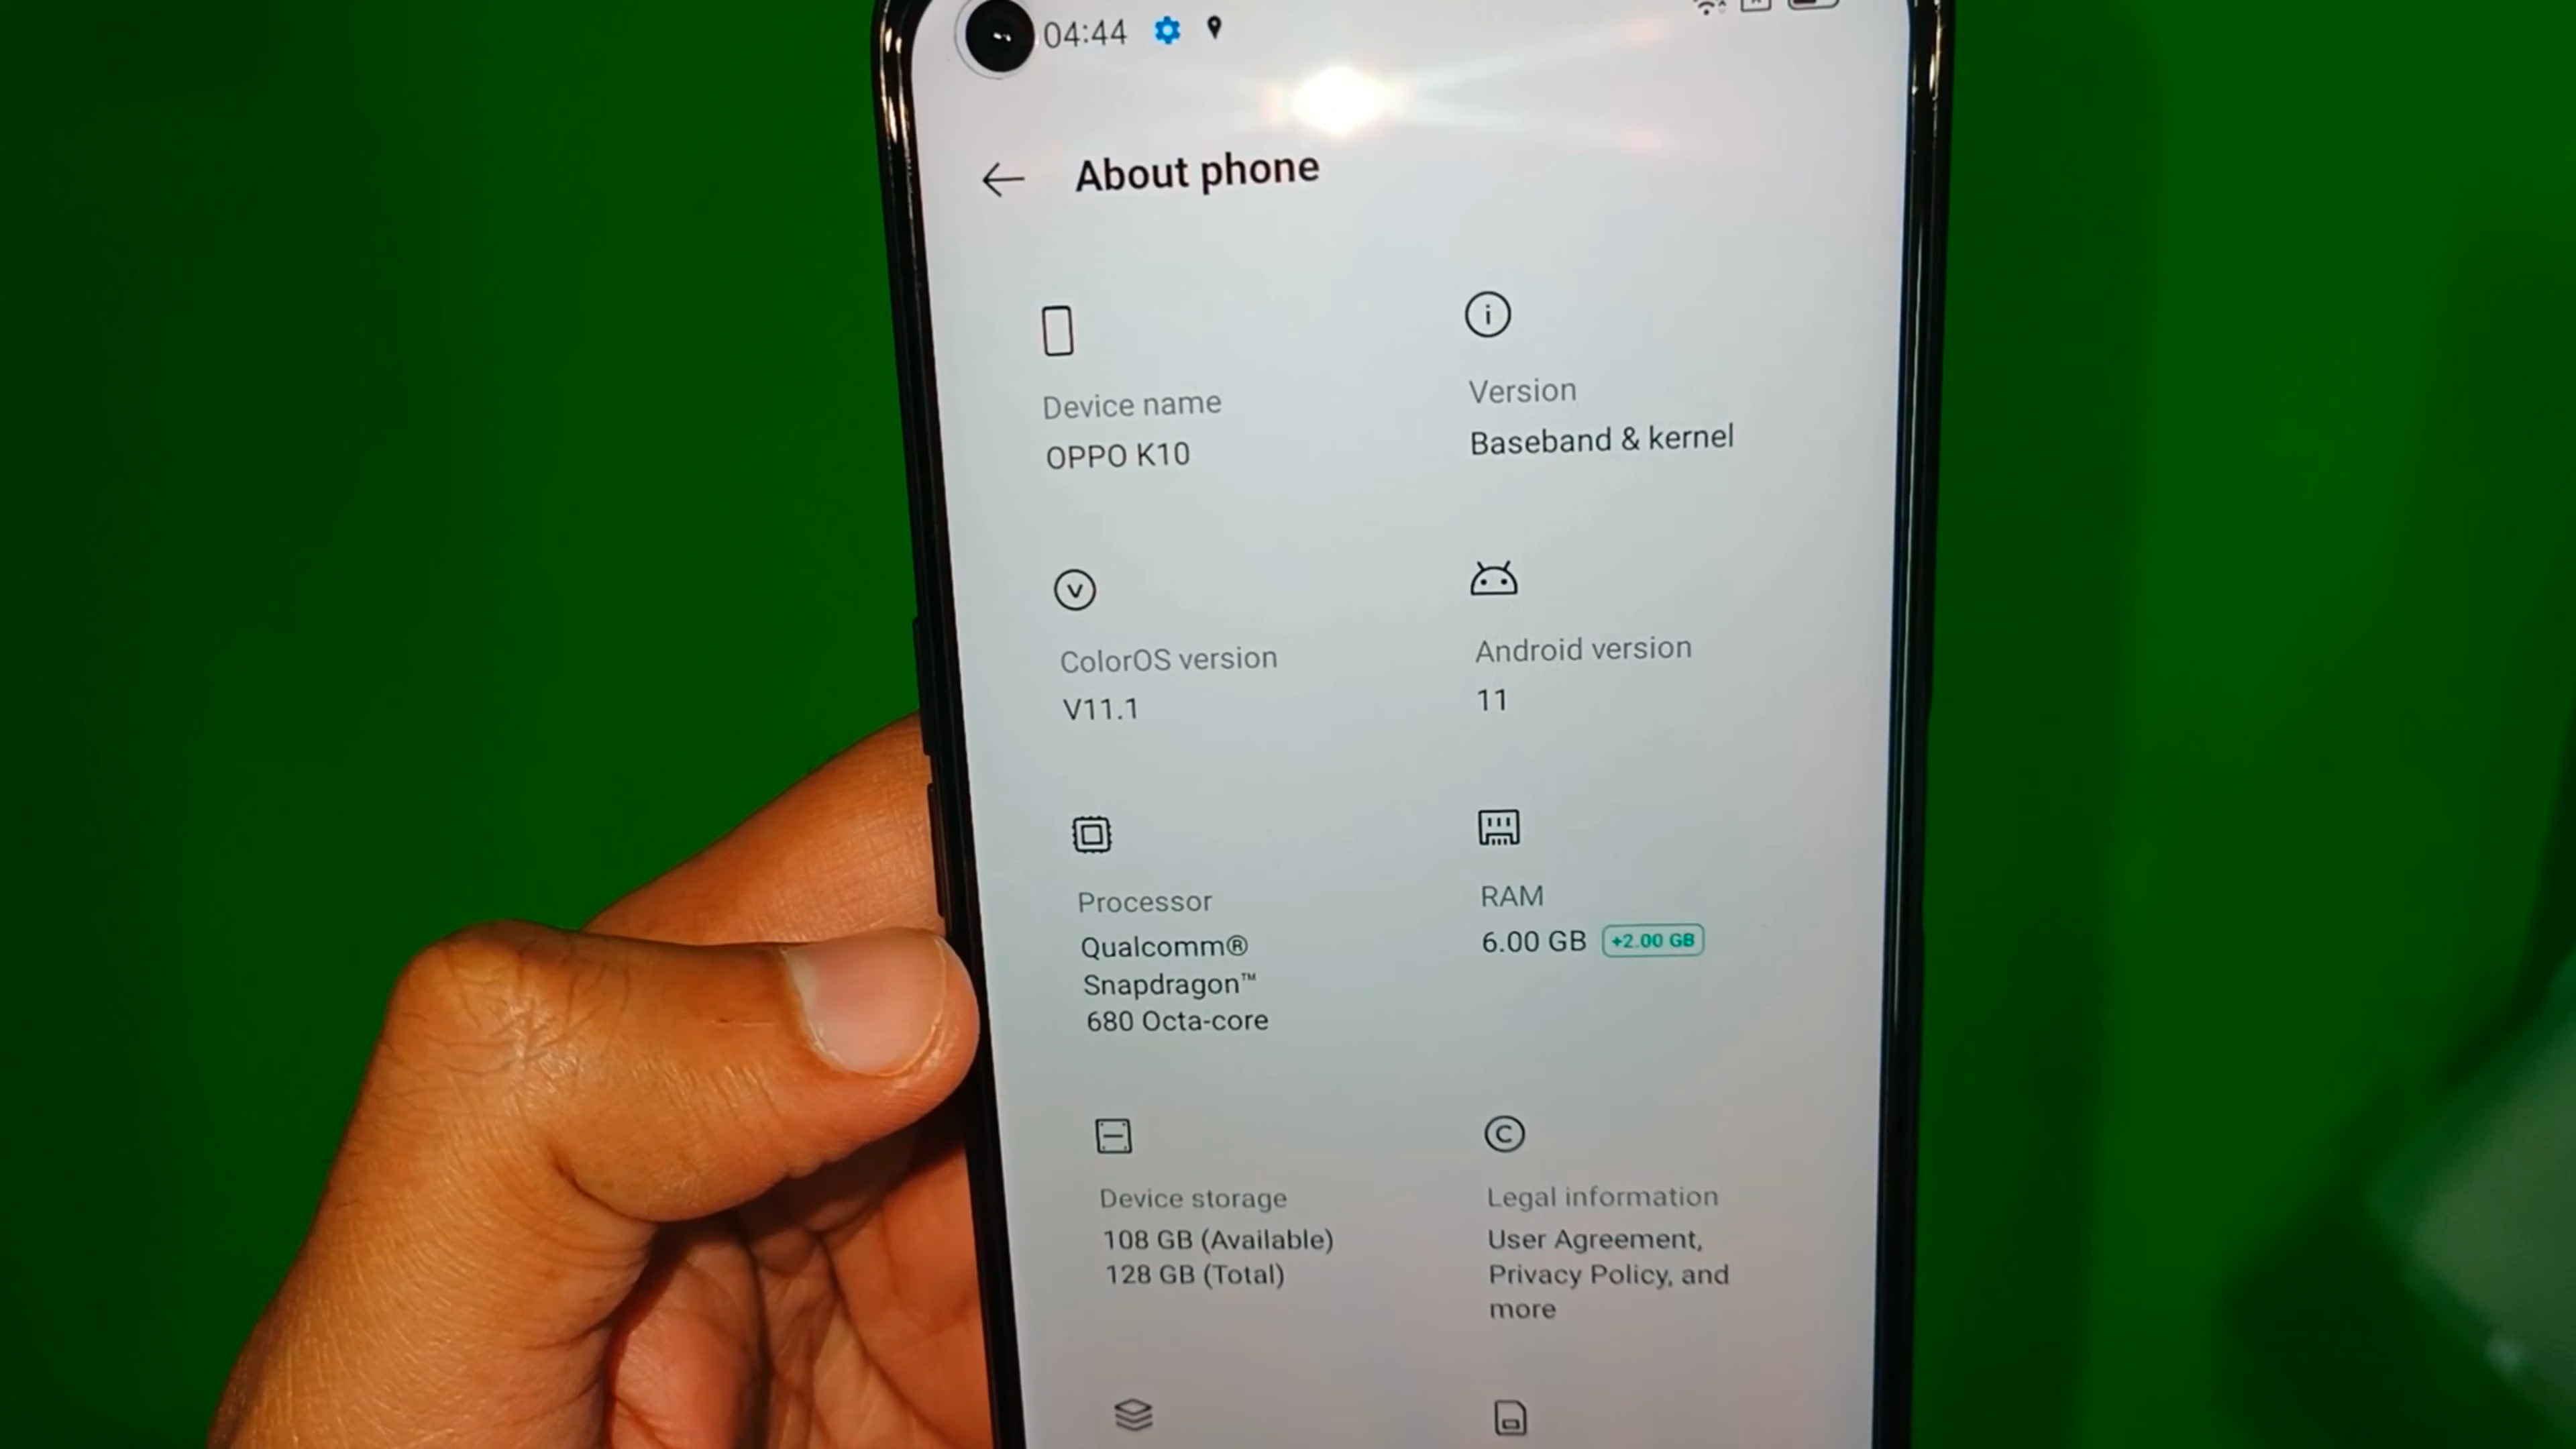 04:44
About phone
Device name
OPPO K10
Version
Baseband & kernel
ColorOS version
V11.1
Android version
11
Processor
Qualcomm®
Snapdragon™
680 Octa-core
RAM
6.00 GB +2.00 GB
Device storage
108 GB (Available)
128 GB (Total)
Legal information
User Agreement,
Privacy Policy, and
more